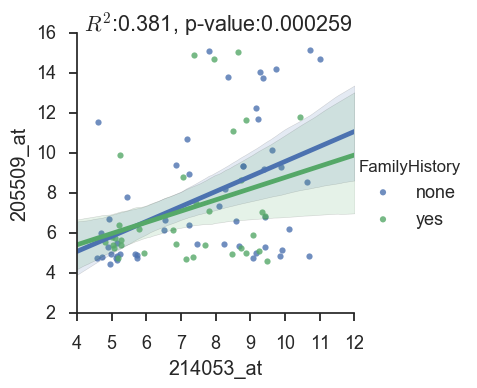 R²:0.381, p-value:0.000259
16
14
12
10
8
6
4
2
205509_at
4 5 6 7 8 9 10 11 12
214053_at
FamilyHistory
none
yes